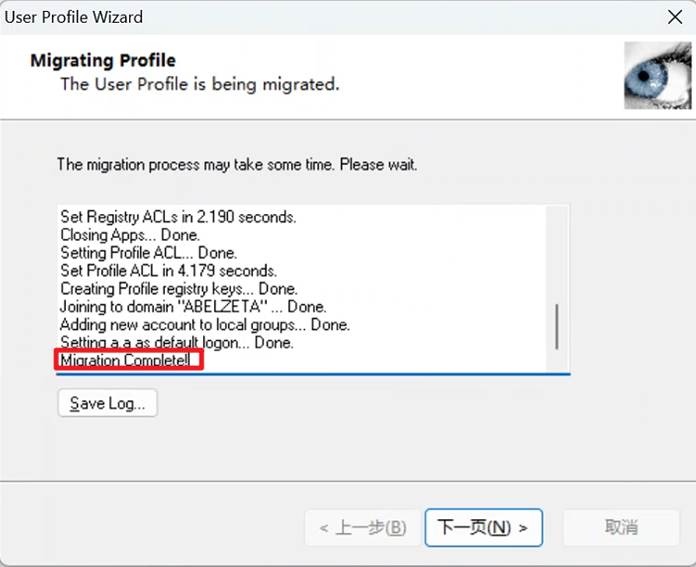 User Profile Wizard
Migrating Profile
The User Profile is being migrated.
The migration process may take some time. Please wait.
Set Registry ACLs in 2.190 seconds.
Closing Apps... Done.
Setting Profile ACL... Done.
Set Profile ACL in 4.179 seconds.
Creating Profile registry keys... Done.
Joining to domain "ABELZETA" ... Done.
Adding new account to local groups... Done.
Setting a.a as default logon... Done.
Migration Complete!
Save Log...
< 上一步(B)
下一页(N) >
取消